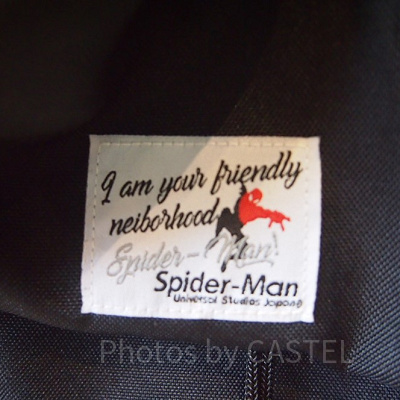 I am your friendly
neiborhood
Spider-Man!
Spider-Man
Universal Studios Japan®
Photos by CASTEL